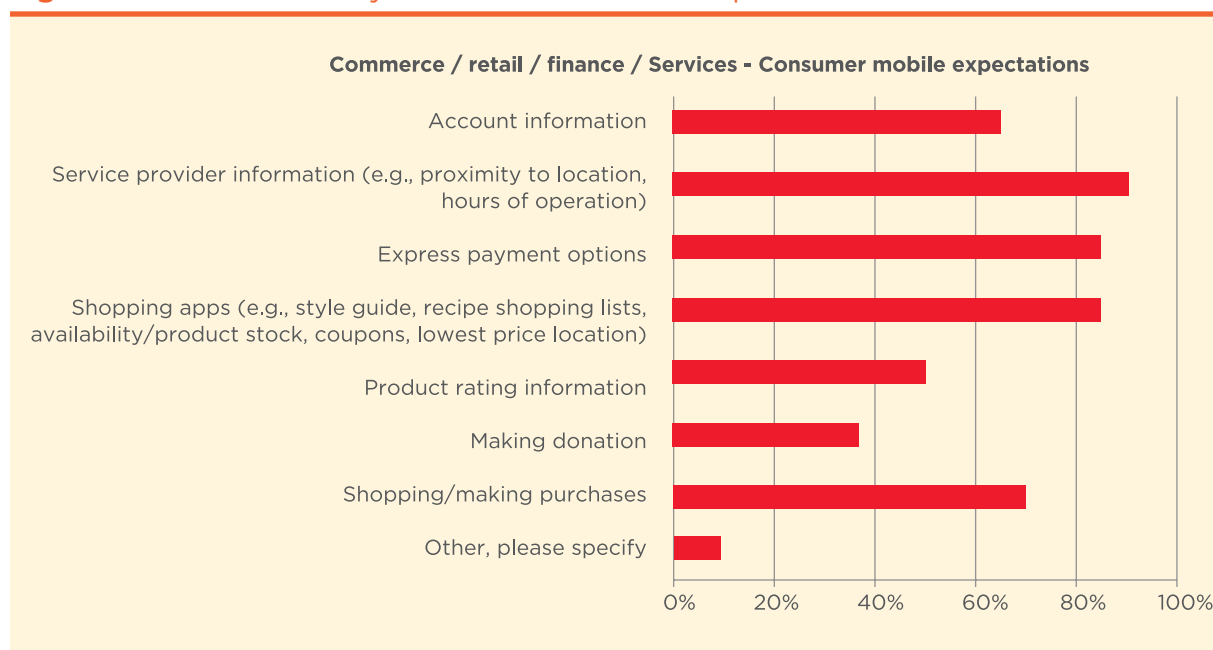 Commerce / retail / finance / Services - Consumer mobile expectations
Account information
Service provider information (e.g., proximity to location,
hours of operation)
Express payment options
Shopping apps (e.g., style guide, recipe shopping lists,
availability/product stock, coupons, lowest price location)
Product rating information
Making donation
Shopping/making purchases
Other, please specify
0% 20% 40% 60% 80% 100%